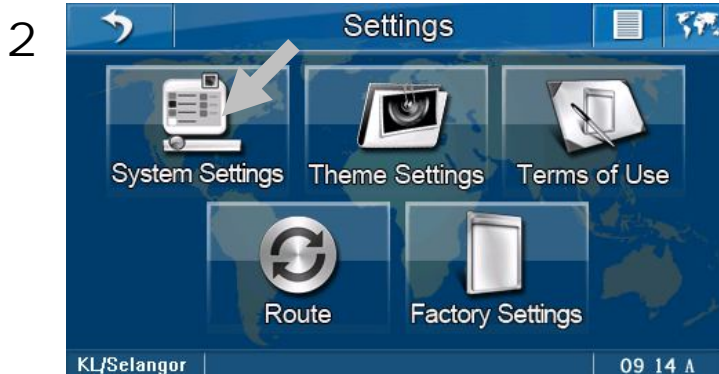 2
Settings
System Settings
Theme Settings
Terms of Use
Route
Factory Settings
KL/Selangor
09 14 A